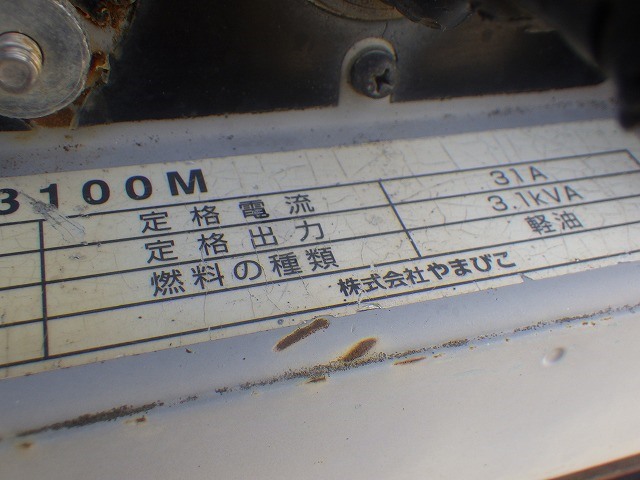 3100M
定格電流 31A
定格出力 3.1kVA
燃料の種類 軽油
株式会社やまびこ